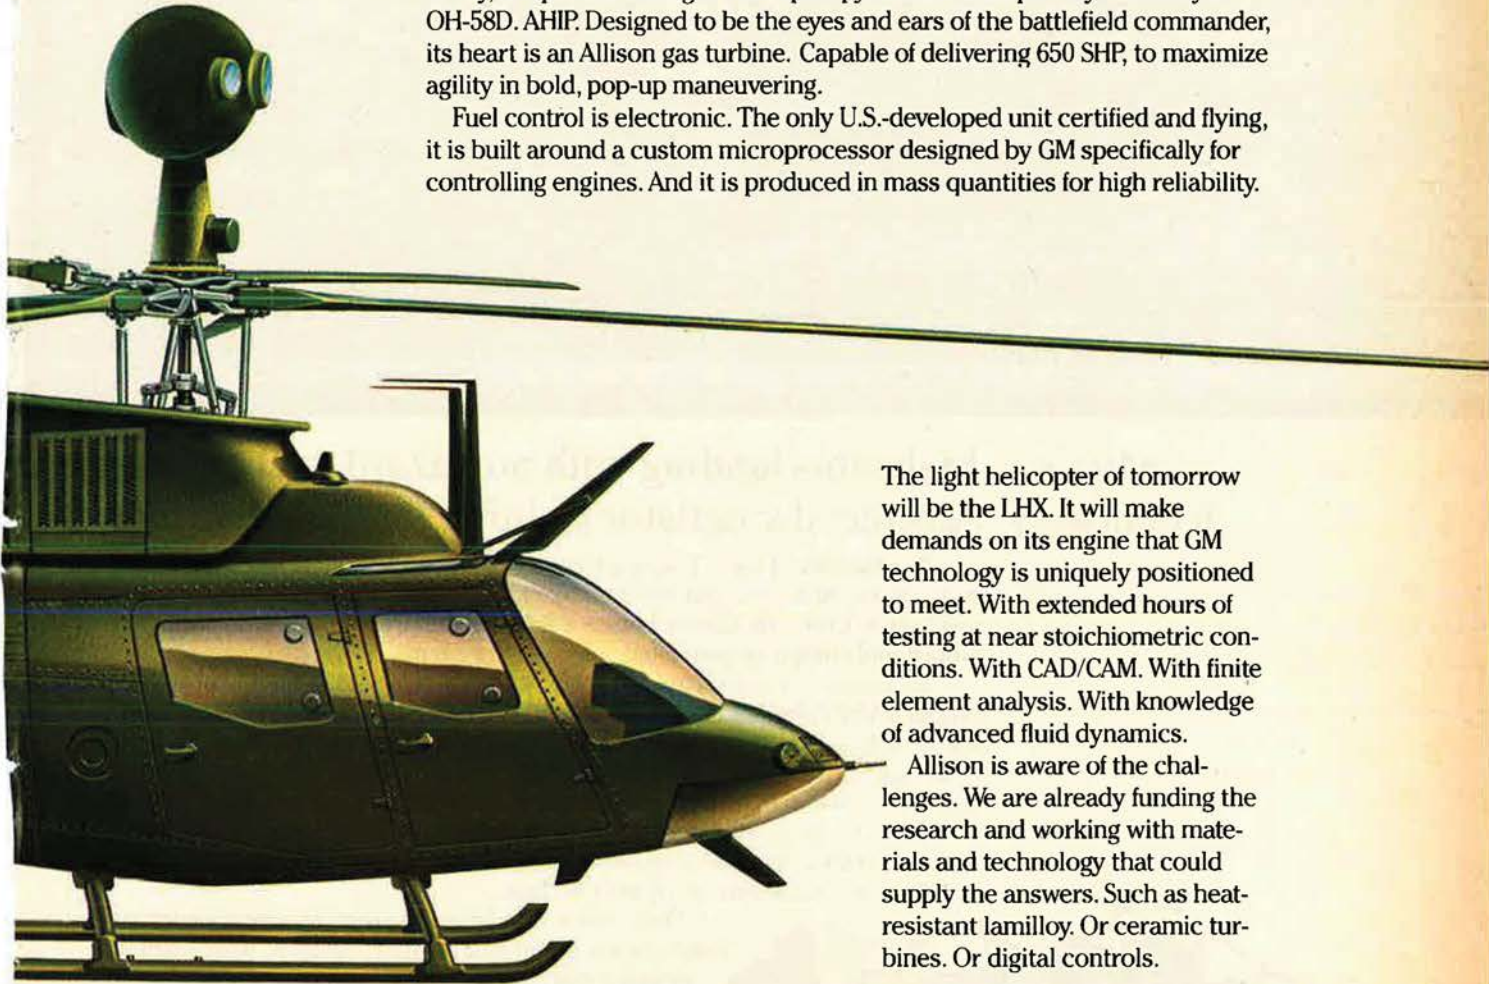 OH-58D. AHIP. Designed to be the eyes and ears of the battlefield commander,
its heart is an Allison gas turbine. Capable of delivering 650 SHP, to maximize
agility in bold, pop-up maneuvering.
Fuel control is electronic. The only U.S.-developed unit certified and flying,
it is built around a custom microprocessor designed by GM specifically for
controlling engines. And it is produced in mass quantities for high reliability.
The light helicopter of tomorrow
will be the LHX. It will make
demands on its engine that GM
technology is uniquely positioned
to meet. With extended hours of
testing at near stoichiometric con-
ditions. With CAD/CAM. With finite
element analysis. With knowledge
of advanced fluid dynamics.
Allison is aware of the chal-
lenges. We are already funding the
research and working with mate-
rials and technology that could
supply the answers. Such as heat-
resistant lamilloy. Or ceramic tur-
bines. Or digital controls.